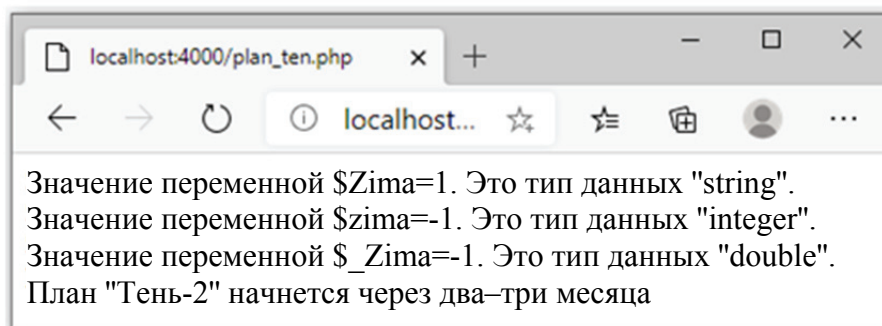 localhost:4000/plan_ten.php
localhost...
Значение переменной $Zima=1. Это тип данных "string".
Значение переменной $zima=-1. Это тип данных "integer".
Значение переменной $_Zima=-1. Это тип данных "double".
План "Тень-2" начнется через два–три месяца